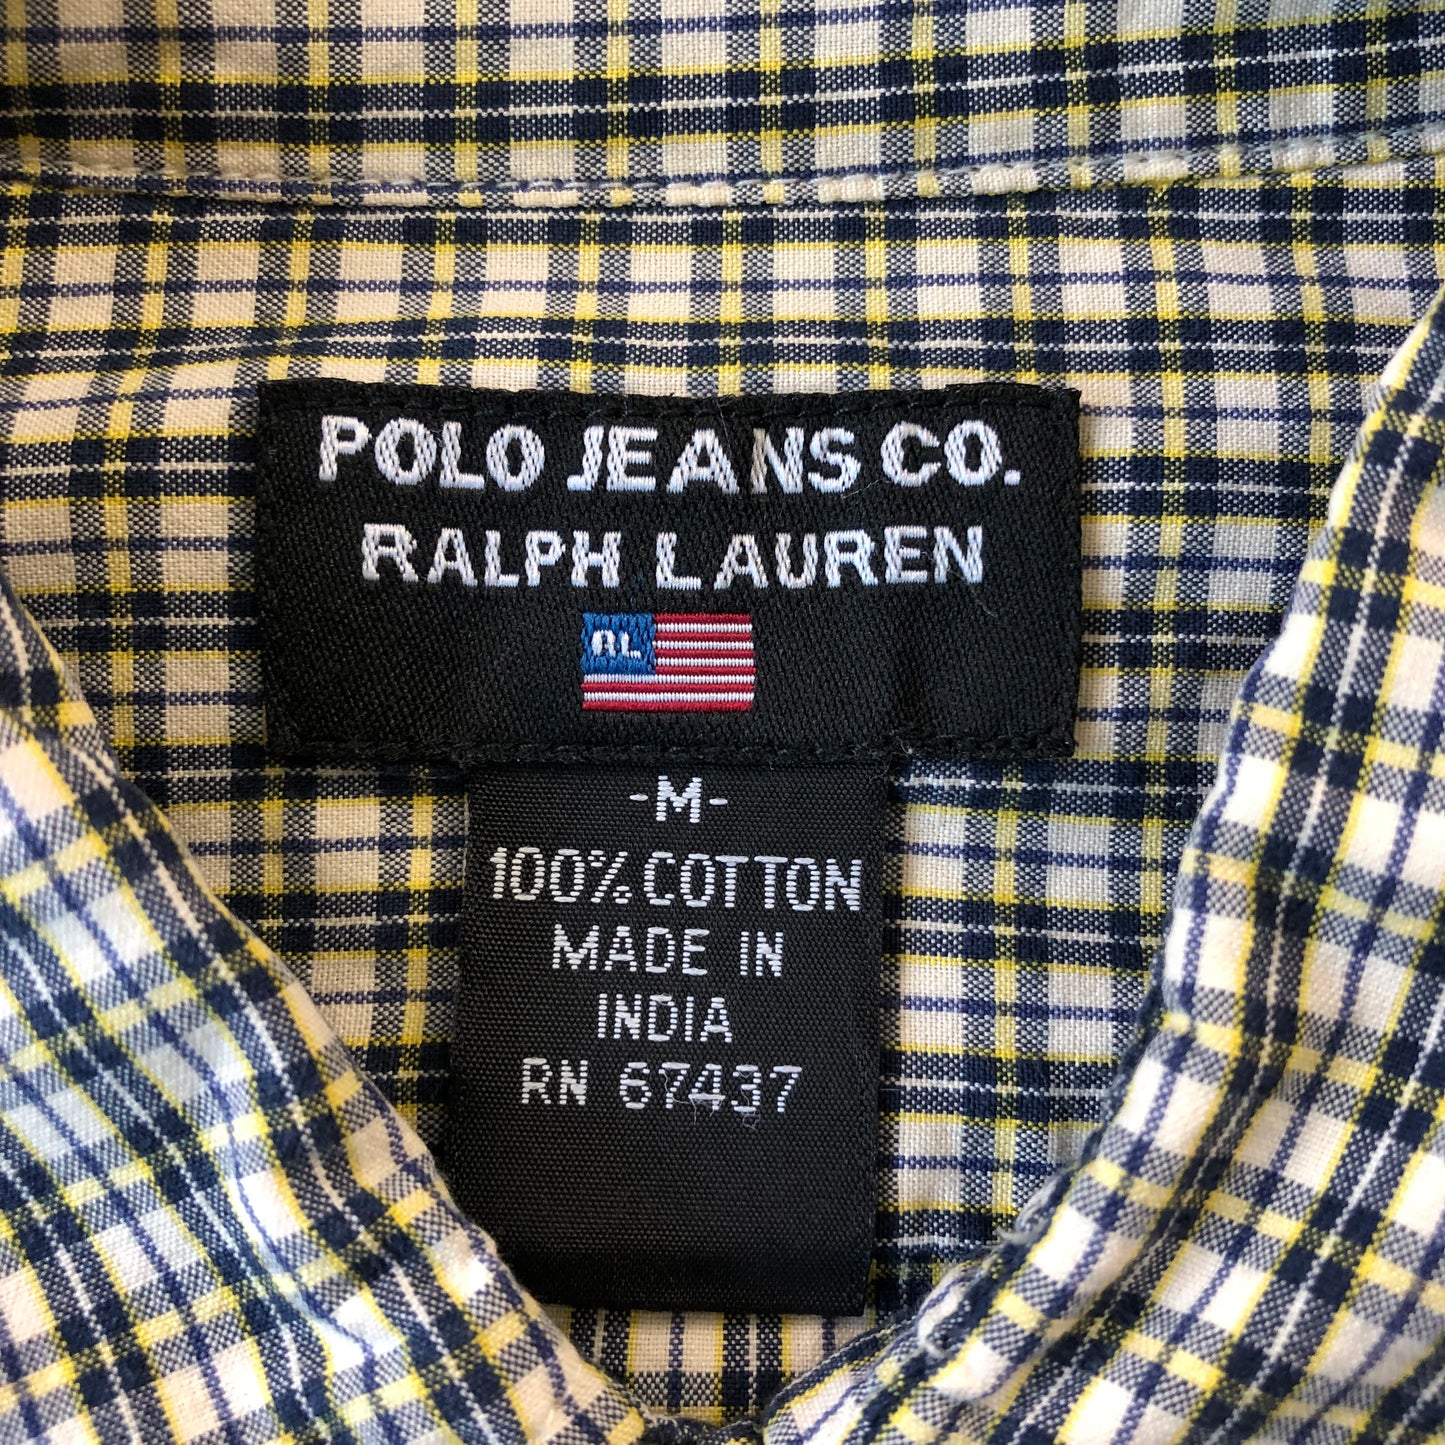 POLO JEANS CO.
RALPH LAUREN
RL
-M-
100% COTTON
MADE IN
INDIA
RN 67437